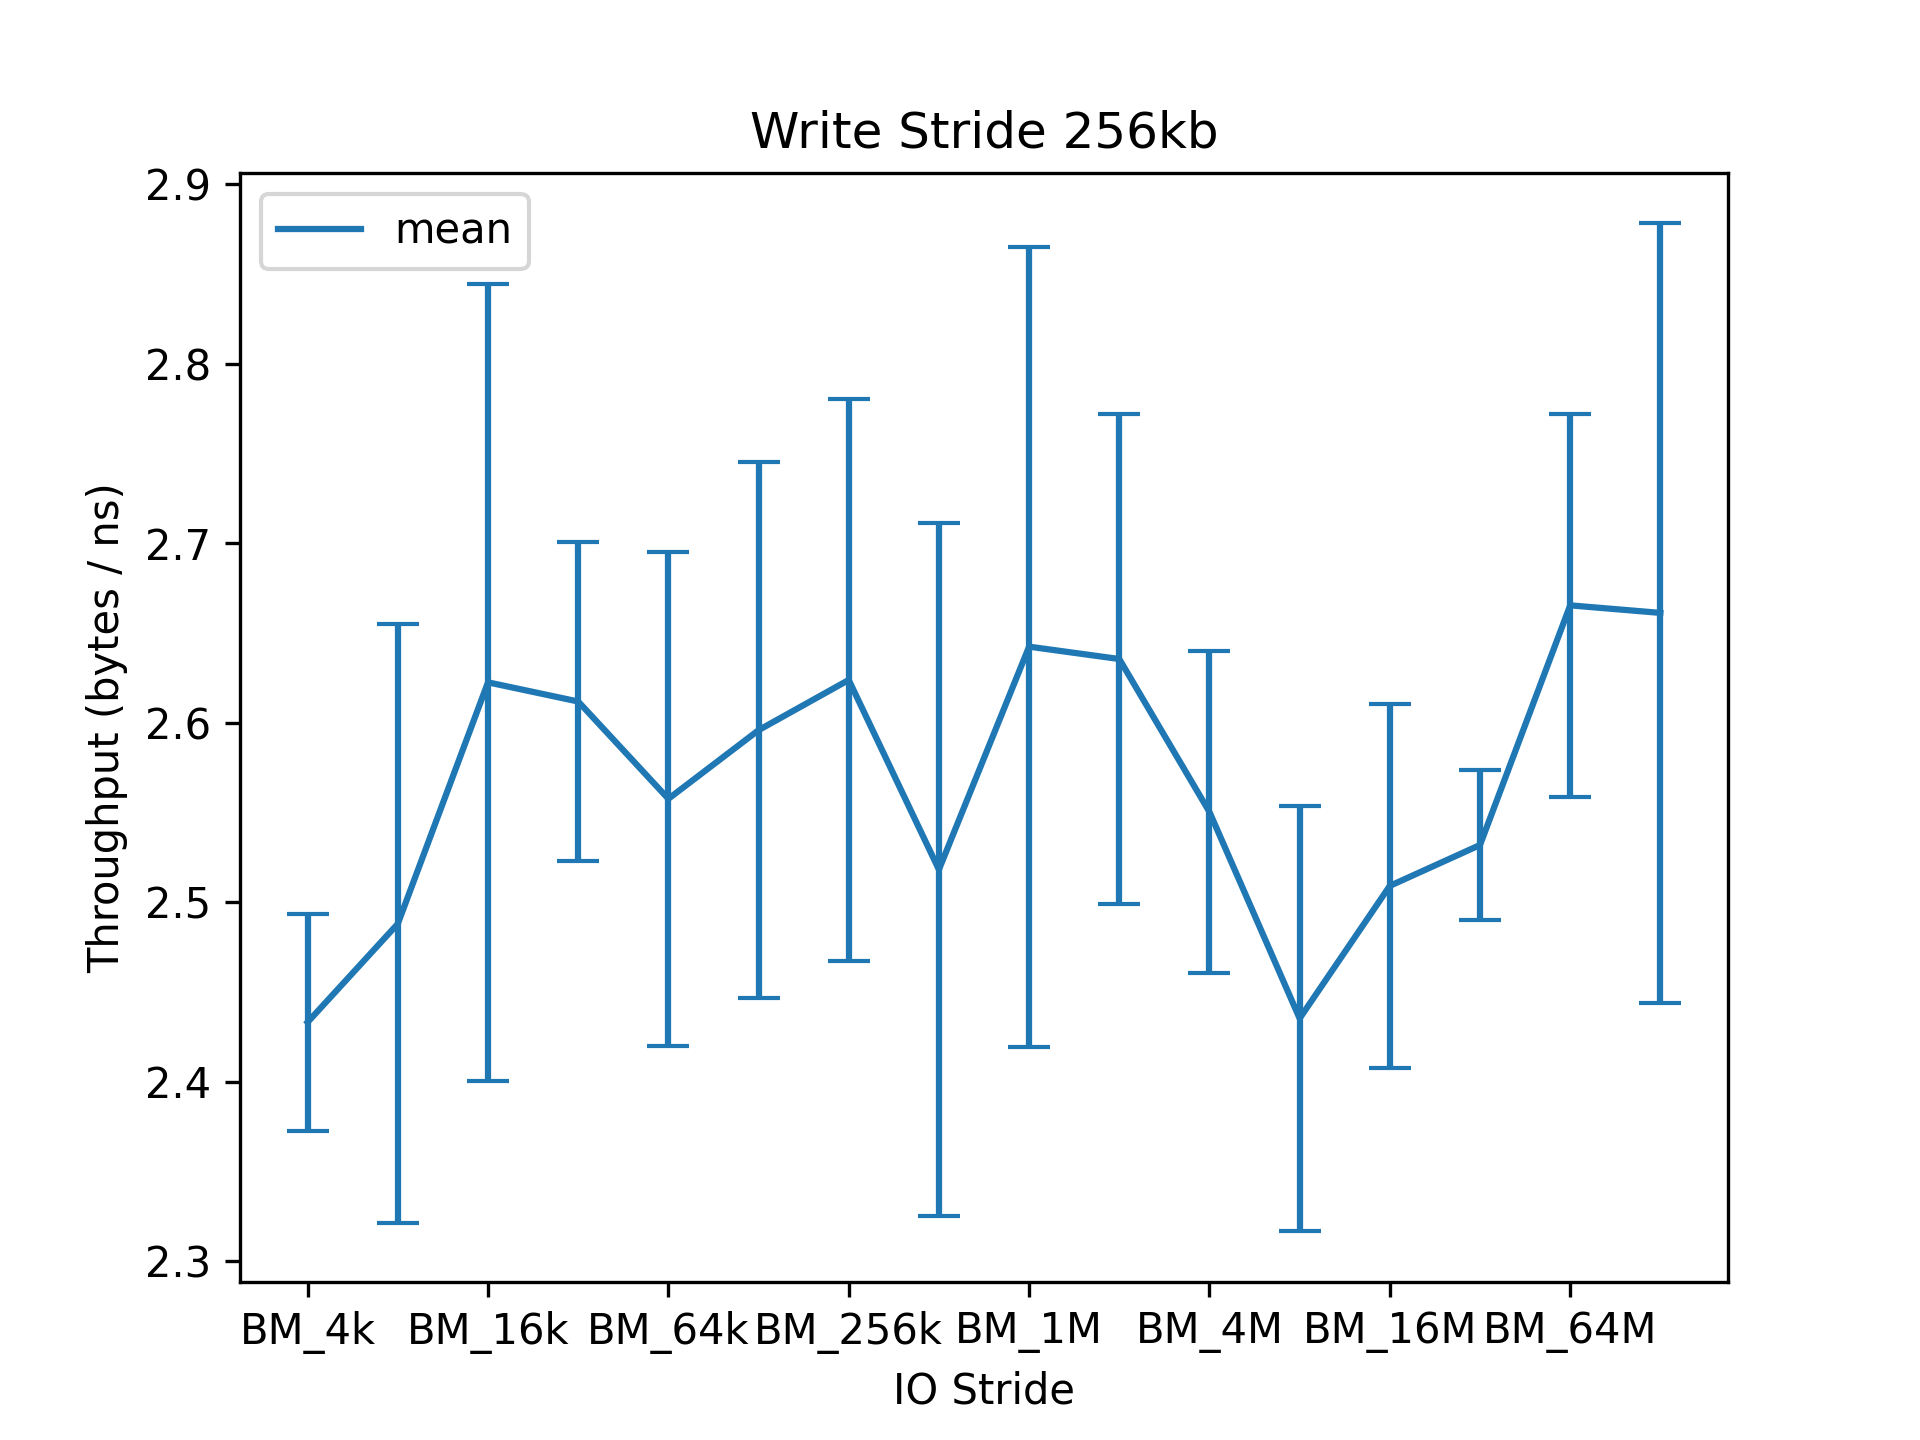 Write Stride 256kb
mean
Throughput (bytes / ns)
2.9
2.8
2.7
2.6
2.5
2.4
2.3
BM_4k BM_16k BM_64k BM_256k BM_1M BM_4M BM_16M BM_64M
IO Stride